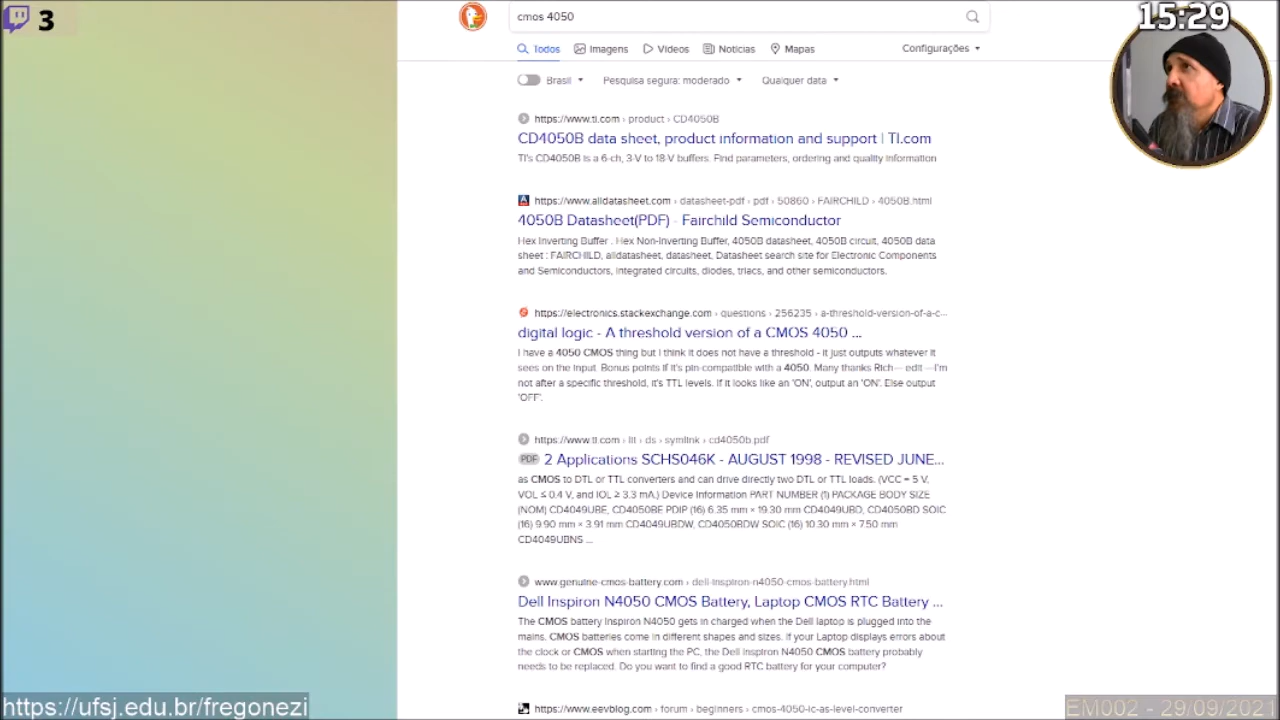 3
cmos 4050
15:29
Todos Imagens Vídeos Notícias Mapas Configurações
Brasil Pesquisa segura: moderado Qualquer data
https://www.ti.com › product › CD4050B
CD4050B data sheet, product information and support | TI.com
TI's CD4050B is a 6-ch, 3-V to 18-V buffers. Find parameters, ordering and quality information
https://www.alldatasheet.com › datasheet-pdf › pdf › 50860 › FAIRCHILD › 4050B.html
4050B Datasheet(PDF) - Fairchild Semiconductor
Hex Inverting Buffer . Hex Non-Inverting Buffer, 4050B datasheet, 4050B circuit, 4050B data
sheet : FAIRCHILD, alldatasheet, datasheet, Datasheet search site for Electronic Components
and Semiconductors, integrated circuits, diodes, triacs, and other semiconductors.
https://electronics.stackexchange.com › questions › 256235 › a-threshold-version-of-a-c...
digital logic - A threshold version of a CMOS 4050 ...
I have a 4050 CMOS thing but I think it does not have a threshold - it just outputs whatever it
sees on the input. Bonus points if it's pin-compatible with a 4050. Many thanks Rich--- edit ---I'm
not after a specific threshold, it's TTL levels. If it looks like an 'ON', output an 'ON'. Else output
'OFF'.
https://www.ti.com › lit › ds › symlink › cd4050b.pdf
PDF 2 Applications SCHS046K - AUGUST 1998 - REVISED JUNE...
as CMOS to DTL or TTL converters and can drive directly two DTL or TTL loads. (VCC = 5 V,
VOL ≤ 0.4 V, and IOL ≥ 3.3 mA.) Device Information PART NUMBER (1) PACKAGE BODY SIZE
(NOM) CD4049UBE, CD4050BE PDIP (16) 6.35 mm × 19.30 mm CD4049UBD, CD4050BD SOIC
(16) 9.90 mm × 3.91 mm CD4049UBDW, CD4050BDW SOIC (16) 10.30 mm × 7.50 mm
CD4049UBNS ...
www.genuine-cmos-battery.com › dell-inspiron-n4050-cmos-battery.html
Dell Inspiron N4050 CMOS Battery, Laptop CMOS RTC Battery ...
The CMOS battery Inspiron N4050 gets in charged when the Dell laptop is plugged into the
mains. CMOS batteries come in different shapes and sizes. If your Laptop displays errors about
the clock or CMOS when starting the PC, the Dell Inspiron N4050 CMOS battery probably
needs to be replaced. Do you want to find a good RTC battery for your computer?
https://www.eevblog.com › forum › beginners › cmos-4050-ic-as-level-converter
https://ufsj.edu.br/fregonezi
EM002 - 29/09/2021